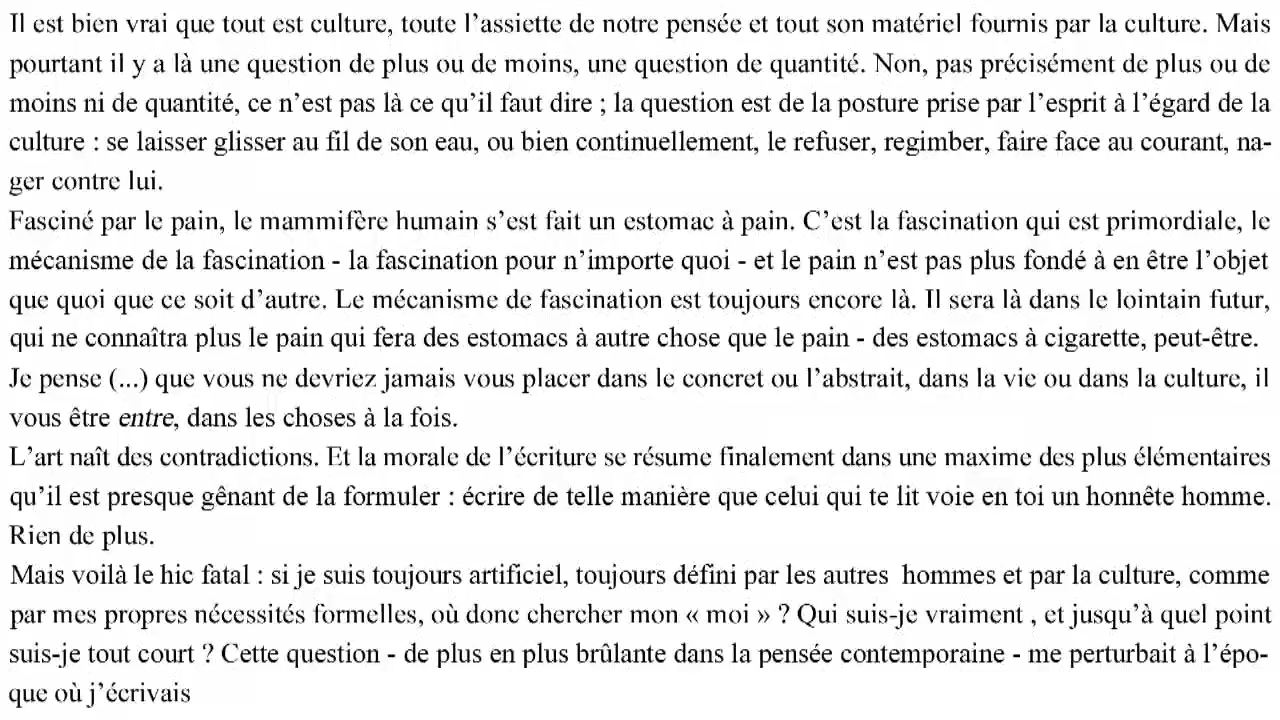 Il est bien vrai que tout est culture, toute l’assiette de notre pensée et tout son matériel fournis par la culture. Mais
pourtant il y a là une question de plus ou de moins, une question de quantité. Non, pas précisément de plus ou de
moins ni de quantité, ce n’est pas là ce qu’il faut dire ; la question est de la posture prise par l’esprit à l’égard de la
culture : se laisser glisser au fil de son eau, ou bien continuellement, le refuser, regimber, faire face au courant, na-
ger contre lui.
Fasciné par le pain, le mammifère humain s’est fait un estomac à pain. C’est la fascination qui est primordiale, le
mécanisme de la fascination - la fascination pour n’importe quoi - et le pain n’est pas plus fondé à en être l’objet
que quoi que ce soit d’autre. Le mécanisme de fascination est toujours encore là. Il sera là dans le lointain futur,
qui ne connaîtra plus le pain qui fera des estomacs à autre chose que le pain - des estomacs à cigarette, peut-être.
Je pense (...) que vous ne devriez jamais vous placer dans le concret ou l’abstrait, dans la vie ou dans la culture, il
vous être entre, dans les choses à la fois.
L’art naît des contradictions. Et la morale de l’écriture se résume finalement dans une maxime des plus élémentaires
qu’il est presque gênant de la formuler : écrire de telle manière que celui qui te lit voie en toi un honnête homme.
Rien de plus.
Mais voilà le hic fatal : si je suis toujours artificiel, toujours défini par les autres  hommes et par la culture, comme
par mes propres nécessités formelles, où donc chercher mon « moi » ? Qui suis-je vraiment , et jusqu’à quel point
suis-je tout court ? Cette question - de plus en plus brûlante dans la pensée contemporaine - me perturbait à l’épo-
que où j’écrivais